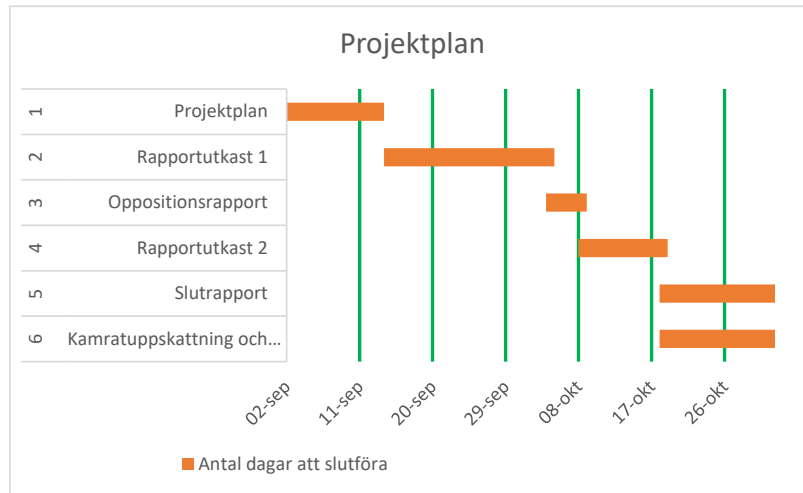 Projektplan
1 Projektplan
2 Rapportutkast 1
3 Oppositionsrapport
4 Rapportutkast 2
5 Slutrapport
6 Kamratuppskattning och...
02-sep 11-sep 20-sep 29-sep 08-okt 17-okt 26-okt
Antal dagar att slutföra